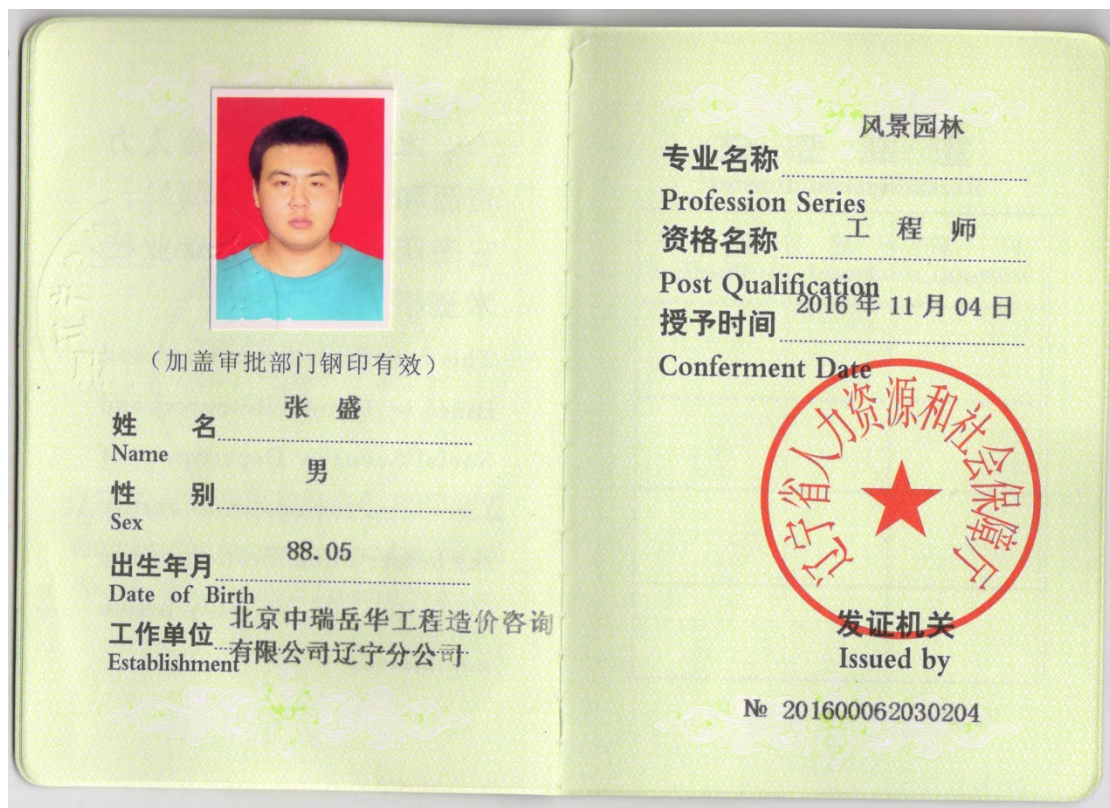 （加盖审批部门钢印有效）
姓 名 张 盛
Name
性 别 男
Sex
出生年月 88.05
Date of Birth
工作单位 北京中瑞岳华工程造价咨询
Establishment 有限公司辽宁分公司
风景园林
专业名称
Profession Series
资格名称 工 程 师
Post Qualification
授予时间 2016 年 11 月 04 日
Conferment Date
辽宁省人力资源和社会保障厅
发证机关
Issued by
№ 201600062030204